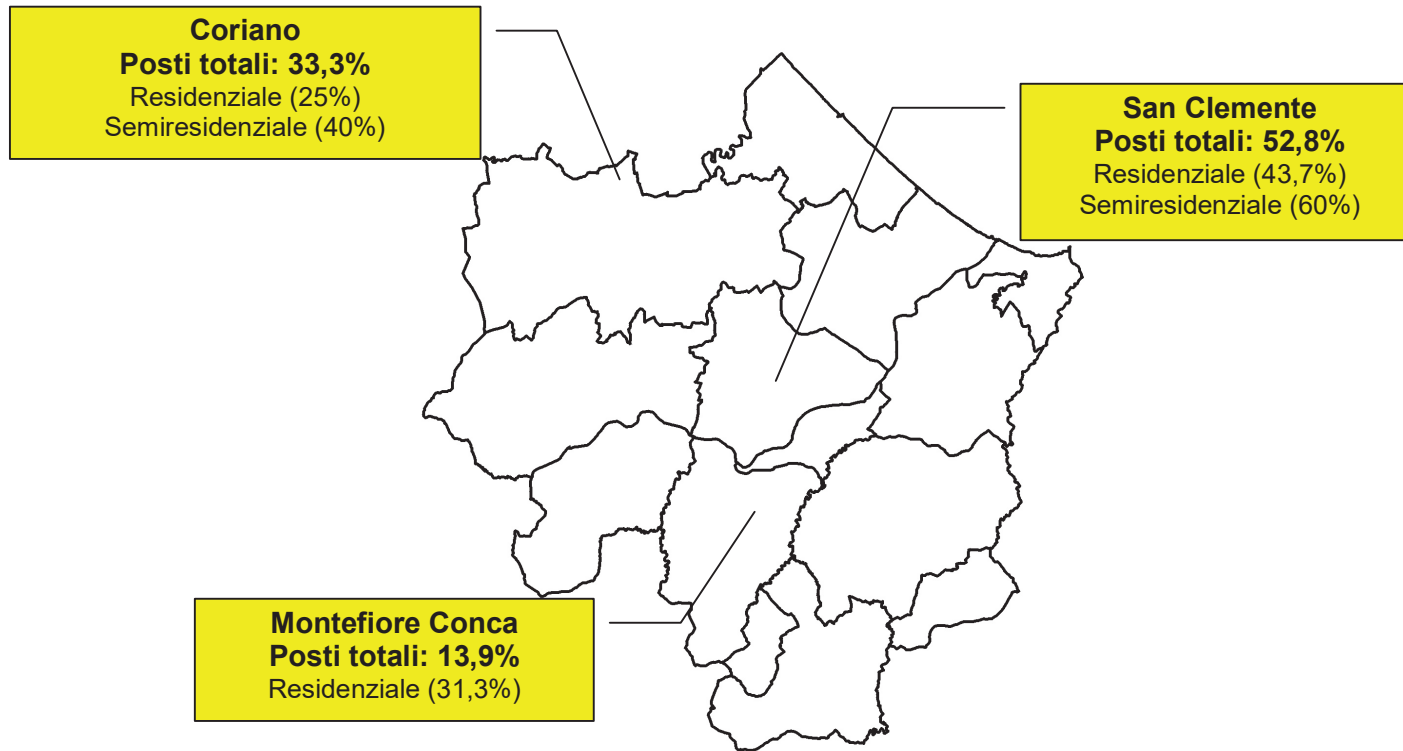 Coriano
Posti totali: 33,3%
Residenziale (25%)
Semiresidenziale (40%)
San Clemente
Posti totali: 52,8%
Residenziale (43,7%)
Semiresidenziale (60%)
Montefiore Conca
Posti totali: 13,9%
Residenziale (31,3%)